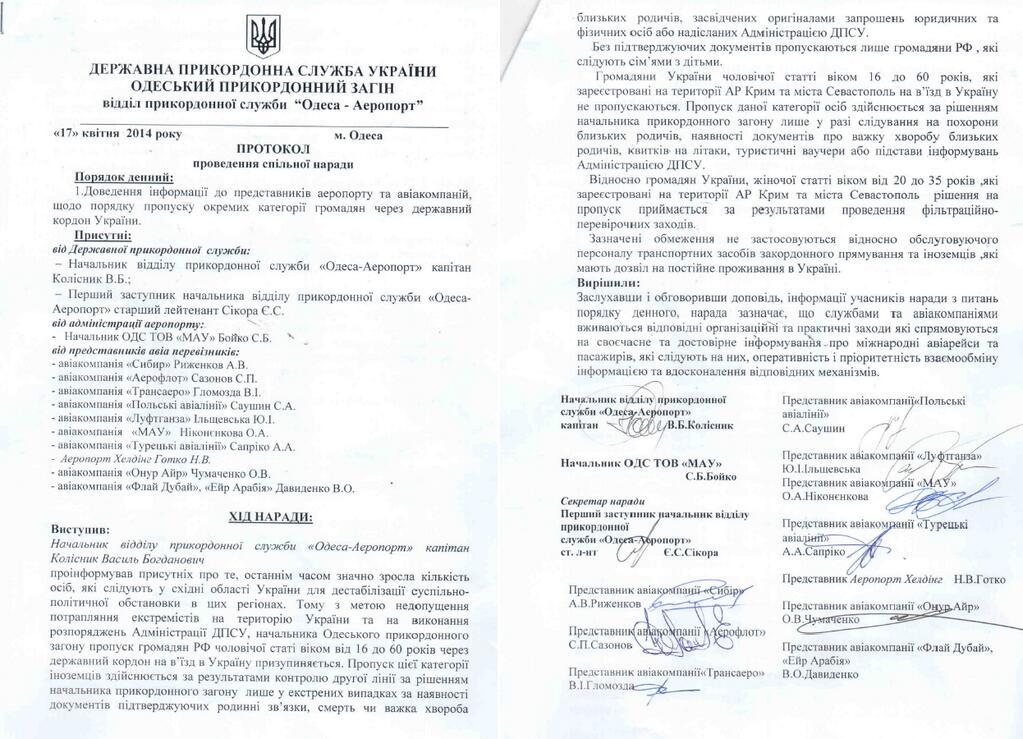 ДЕРЖАВНА ПРИКОРДОННА СЛУЖБА УКРАЇНИ
ОДЕСЬКИЙ ПРИКОРДОННИЙ ЗАГІН
відділ прикордонної служби “Одеса - Аеропорт”
«17» квітня 2014 року м. Одеса
ПРОТОКОЛ
проведення спільної наради
Порядок денний:
1.Доведення інформації до представників аеропорту та авіакомпаній,
щодо порядку пропуску окремих категорії громадян через державний
кордон України.
Присутні:
від Державної прикордонної служби:
– Начальник відділу прикордонної служби «Одеса-Аеропорт» капітан
Колісник В.Б.;
– Перший заступник начальника відділу прикордонної служби «Одеса-
Аеропорт» старший лейтенант Сікора Є.С.
від адміністрації аеропорту:
- Начальник ОДС ТОВ «МАУ» Бойко С.Б.
від представників авіа перевізників:
- авіакомпанія «Сибир» Риженков А.В.
- авіакомпанія «Аерофлот» Сазонов С.П.
- авіакомпанія «Трансаеро» Гломозда В.І.
- авіакомпанія «Польські авіалінії» Саушин С.А.
- авіакомпанія «Луфтганза» Ільщевська Ю.І.
- авіакомпанія «МАУ» Ніконєнкова О.А.
- авіакомпанія «Турецькі авіалінії» Сапріко А.А.
- Аеропорт Хелдінг Готко Н.В.
- авіакомпанія «Онур Айр» Чумаченко О.В.
- авіакомпанія «Флай Дубай», «Ейр Арабія» Давиденко В.О.
ХІД НАРАДИ:
Виступив:
Начальник відділу прикордонної служби «Одеса-Аеропорт» капітан
Колісник Василь Богданович
проінформував присутніх про те, останнім часом значно зросла кількість
осіб, які слідують у східні області України для дестабілізації суспільно-
політичної обстановки в цих регіонах. Тому з метою недопущення
потрапляння екстремістів на територію України та на виконання
розпоряджень Адміністрації ДПСУ, начальника Одеського прикордонного
загону пропуск громадян РФ чоловічої статті віком від 16 до 60 років через
державний кордон на в’їзд в Україну призупиняється. Пропуск цієї категорії
іноземців здійснюється за результатами контролю другої лінії за рішенням
начальника прикордонного загону лише у екстрених випадках за наявності
документів підтверджуючих родинні зв’язки, смерть чи важка хвороба
близьких родичів, засвідчених оригіналами запрошень юридичних та
фізичних осіб або надісланих Адміністрацією ДПСУ.
Без підтверджуючих документів пропускаються лише громадяни РФ , які
слідують сім’ями з дітьми.
Громадяни України чоловічої статті віком 16 до 60 років, які
зареєстровані на території АР Крим та міста Севастополь на в’їзд в Україну
не пропускаються. Пропуск даної категорії осіб здійснюється за рішенням
начальника прикордонного загону лише у разі слідування на похорони
близьких родичів, наявності документів про важку хворобу близьких
родичів, квитків на літаки, туристичні ваучери або підстави інформувань
Адміністрацією ДПСУ.
Відносно громадян України, жіночої статті віком від 20 до 35 років ,які
зареєстровані на території АР Крим та міста Севастополь рішення на
пропуск приймається за результатами проведення фільтраційно-
перевірочних заходів.
Зазначені обмеження не застосовуються відносно обслуговуючого
персоналу транспортних засобів закордонного прямування та іноземців ,які
мають дозвіл на постійне проживання в Україні.
Вирішили:
Заслухавши і обговоривши доповідь, інформації учасників наради з питань
порядку денного, нарада зазначає, що службами та авіакомпаніями
вживаються відповідні організаційні та практичні заходи які спрямовуються
на своєчасне та достовірне інформування про міжнародні авіарейси та
пасажирів, які слідують на них, оперативність і пріоритетність взаємообміну
інформацією та вдосконалення відповідних механізмів.
Начальник відділу прикордонної
служби «Одеса-Аеропорт»
капітан В.Б.Колісник
Начальник ОДС ТОВ «МАУ»
С.Б.Бойко
Секретар наради
Перший заступник начальник відділу
прикордонної
служби «Одеса-Аеропорт»
ст. л-нт Є.С.Сікора
Представник авіакомпанії «Сибір»
А.В.Риженков
Представник авіакомпанії «Аерофлот»
С.П.Сазонов
Представник авіакомпанії«Трансаеро»
В.І.Гломозда
Представник авіакомпанії«Польські
авіалінії»
С.А.Саушин
Представник авіакомпанії «Луфтганза»
Ю.І.Ільщевська
Представник авіакомпанії «МАУ»
О.А.Ніконєнкова
Представник авіакомпанії «Турецькі
авіалінії»
А.А.Сапріко
Представник Аеропорт Хелдінг Н.В.Готко
Представник авіакомпанії «Онур Айр»
О.В.Чумаченко
Представник авіакомпанії «Флай Дубай»,
«Ейр Арабія»
В.О.Давиденко